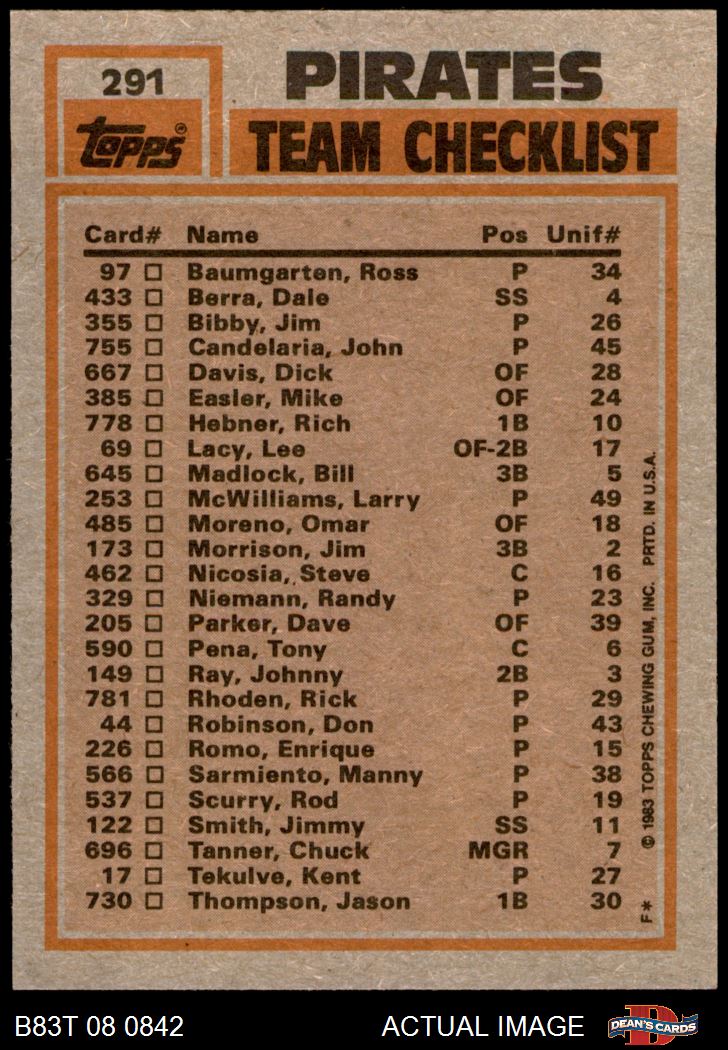 291
PIRATES
Topps®
TEAM CHECKLIST
Card# Name Pos Unif#
97 Baumgarten, Ross P 34
433 Berra, Dale SS 4
355 Bibby, Jim P 26
755 Candelaria, John P 45
667 Davis, Dick OF 28
385 Easler, Mike OF 24
778 Hebner, Rich 1B 10
69 Lacy, Lee OF-2B 17
645 Madlock, Bill 3B 5
253 McWilliams, Larry P 49
485 Moreno, Omar OF 18
173 Morrison, Jim 3B 2
462 Nicosia, Steve C 16
329 Niemann, Randy P 23
205 Parker, Dave OF 39
590 Pena, Tony C 6
149 Ray, Johnny 2B 3
781 Rhoden, Rick P 29
44 Robinson, Don P 43
226 Romo, Enrique P 15
566 Sarmiento, Manny P 38
537 Scurry, Rod P 19
122 Smith, Jimmy SS 11
696 Tanner, Chuck MGR 7
17 Tekulve, Kent P 27
730 Thompson, Jason 1B 30
F* © 1983 TOPPS CHEWING GUM, INC. PRTD. IN U.S.A.
B83T 08 0842 ACTUAL IMAGE D DEAN'S CARDS